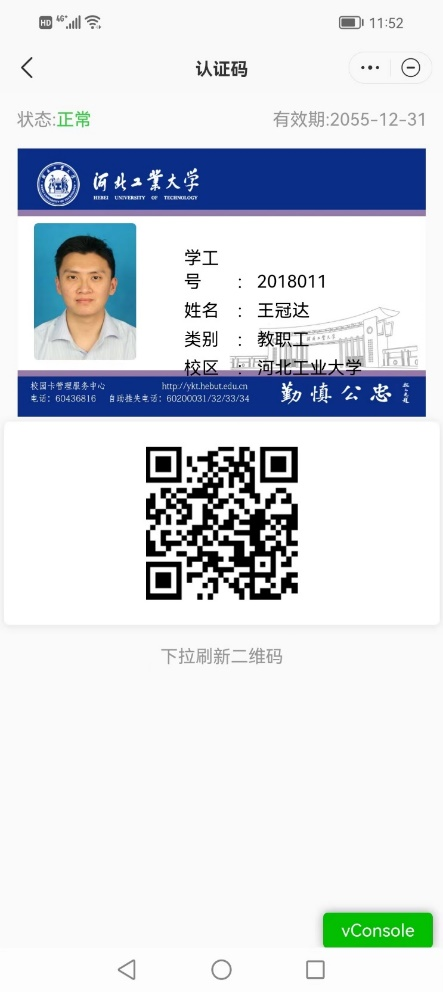 HD 4G+ 11:52
认证码
状态:正常 有效期:2055-12-31
河北工業大学
HEBEI UNIVERSITY OF TECHNOLOGY
学工
号 : 2018011
姓名 : 王冠达
类别 : 教职工
校区 : 河北工业大学
校园卡管理服务中心 http://ykt.hebut.edu.cn
电话: 60436816 自助挂失电话: 60200031/32/33/34
勤慎公忠
下拉刷新二维码
vConsole